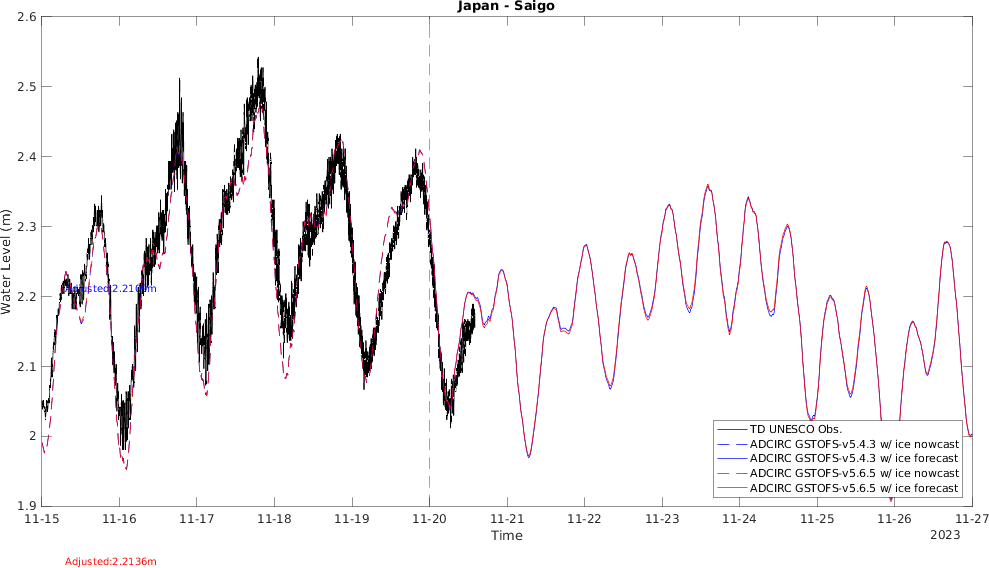 Japan - Saigo
2.6
2.5
2.4
2.3
2.2
2.1
2
1.9
Water Level (m)
11-15 11-16 11-17 11-18 11-19 11-20 11-21 11-22 11-23 11-24 11-25 11-26 11-27
Time
2023
TD UNESCO Obs.
ADCIRC GSTOFS-v5.4.3 w/ ice nowcast
ADCIRC GSTOFS-v5.4.3 w/ ice forecast
ADCIRC GSTOFS-v5.6.5 w/ ice nowcast
ADCIRC GSTOFS-v5.6.5 w/ ice forecast
Adjusted:2.2136m